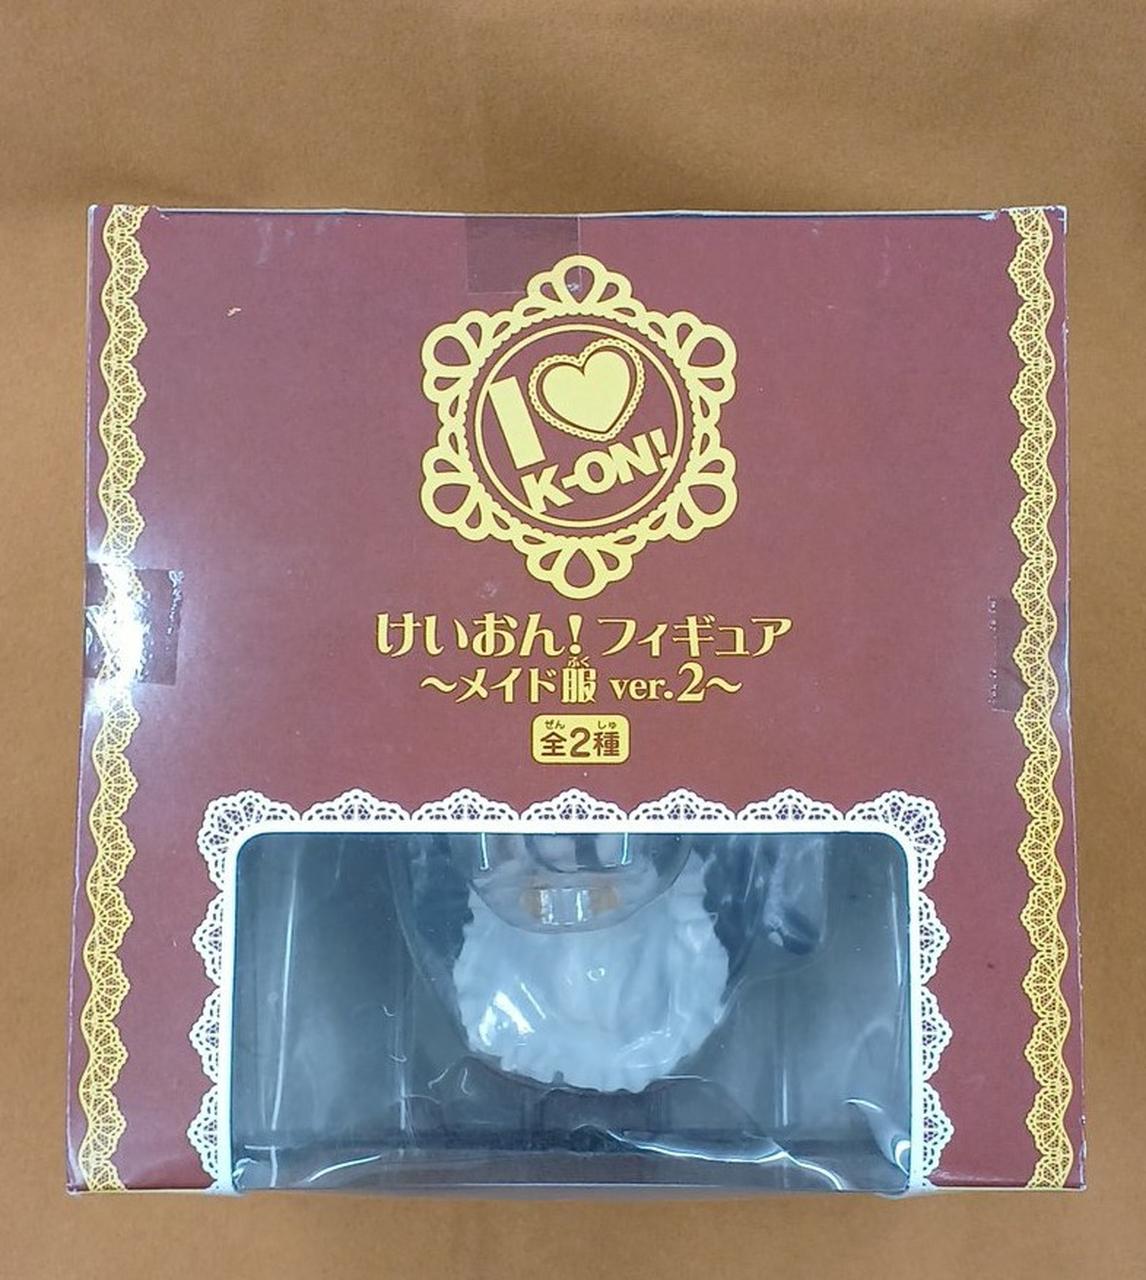 I
K-ON!
けいおん! フィギュア
～メイド服 ver.2～
ふく
全2種
ぜん しゅ